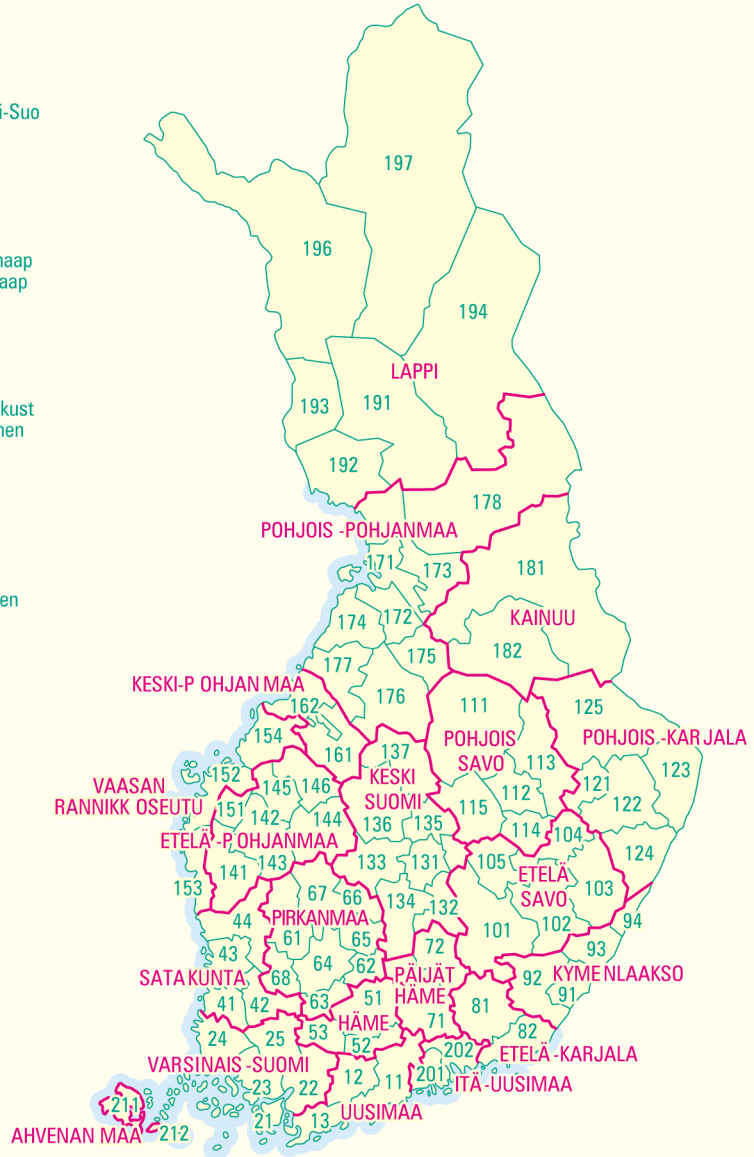 i-Suo
197
196
naap
aap
194
LAPPI
193
191
kust
nen
192
178
POHJOIS -POHJANMAA
171
173
181
en
174
172
KAINUU
182
177
175
KESKI-P OHJAN MAA
176
162
111
125
154
161
137
POHJOIS
SAVO
POHJOIS -KAR JALA
113
123
152
VAASAN
RANNIKK OSEUTU
145
146
KESKI
SUOMI
121
112
122
151
142
144
136
135
115
114
104
ETELÄ -P OHJANMAA
141
143
133
131
105
ETELÄ
SAVO
124
153
103
67
66
134
132
44
PIRKANMAA
61
65
101
102
94
43
72
93
64
62
SATAKUNTA
68
PÄIJÄT
HÄME
92
KYME NLAAKSO
91
41
42
63
51
81
71
24
25
53
HÄME
52
82
202
ETELÄ -KARJALA
VARSINAIS -SUOMI
23
22
12
11
201
ITÄ -UUSIMAA
211
21
13
UUSIMAA
AHVENAN MAA
212